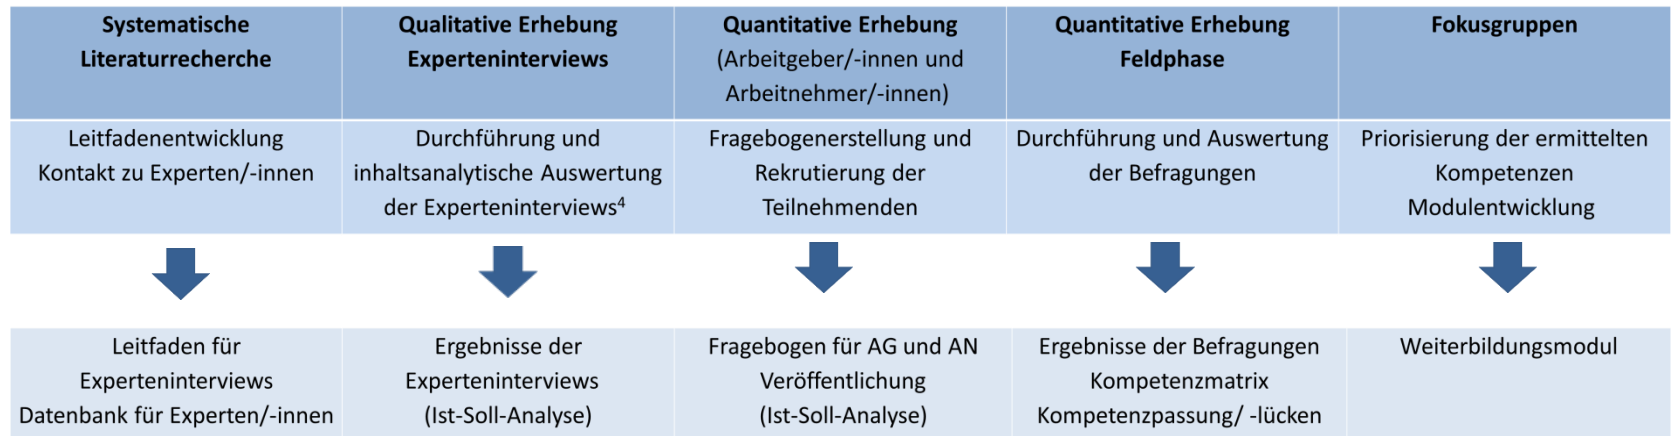 Systematische
Literaturrecherche
Qualitative Erhebung
Experteninterviews
Quantitative Erhebung
(Arbeitgeber/-innen und
Arbeitnehmer/-innen)
Quantitative Erhebung
Feldphase
Fokusgruppen
Leitfadenentwicklung
Kontakt zu Experten/-innen
Durchführung und
inhaltsanalytische Auswertung
der Experteninterviews⁴
Fragebogenerstellung und
Rekrutierung der
Teilnehmenden
Durchführung und Auswertung
der Befragungen
Priorisierung der ermittelten
Kompetenzen
Modulentwicklung
Leitfaden für
Experteninterviews
Datenbank für Experten/-innen
Ergebnisse der
Experteninterviews
(Ist-Soll-Analyse)
Fragebogen für AG und AN
Veröffentlichung
(Ist-Soll-Analyse)
Ergebnisse der Befragungen
Kompetenzmatrix
Kompetenzpassung/ -lücken
Weiterbildungsmodul